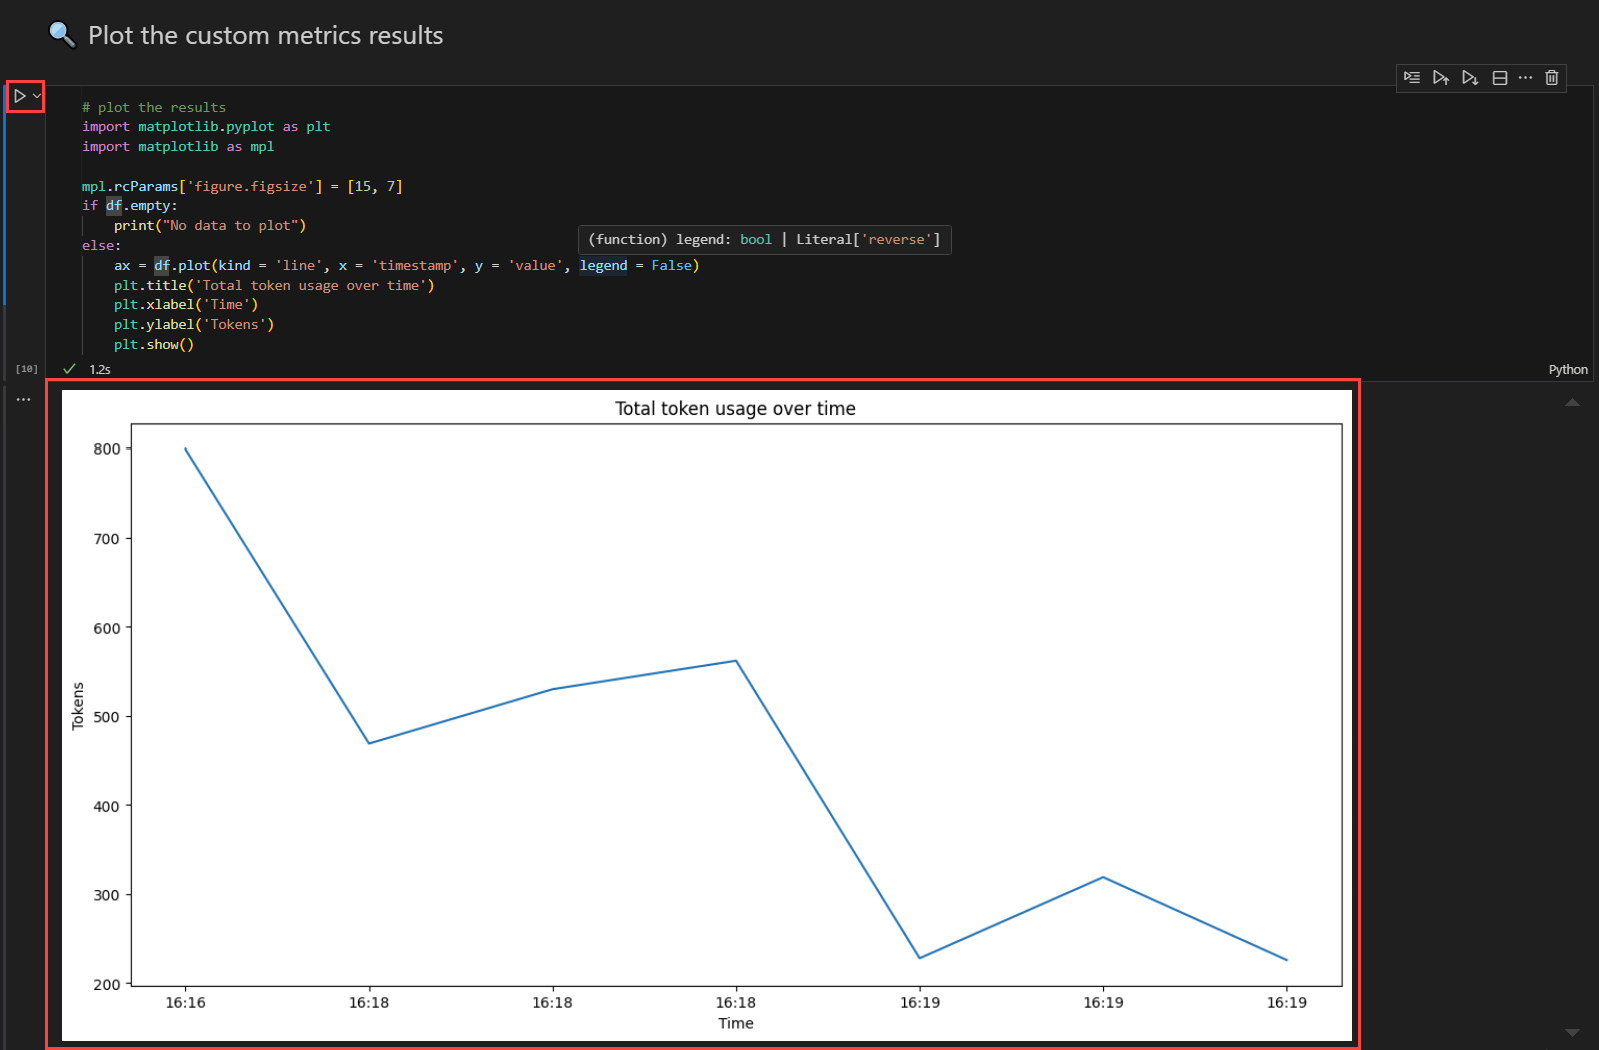 Plot the custom metrics results
# plot the results
import matplotlib.pyplot as plt
import matplotlib as mpl
mpl.rcParams['figure.figsize'] = [15, 7]
if df.empty:
    print("No data to plot")
else:
(function) legend: bool | Literal['reverse']
    ax = df.plot(kind = 'line', x = 'timestamp', y = 'value', legend = False)
    plt.title('Total token usage over time')
    plt.xlabel('Time')
    plt.ylabel('Tokens')
    plt.show()
[10] 1.2s Python
Total token usage over time
800
700
600
500
400
300
200
Tokens
16:16 16:18 16:18 16:18 16:19 16:19 16:19
Time